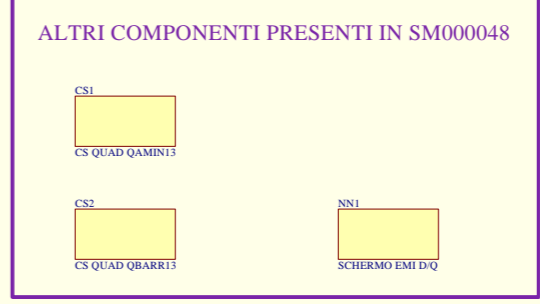 ALTRI COMPONENTI PRESENTI IN SM000048
CS1
CS QUAD QAMIN13
CS2
CS QUAD QBARR13
NN1
SCHERMO EMI D/Q